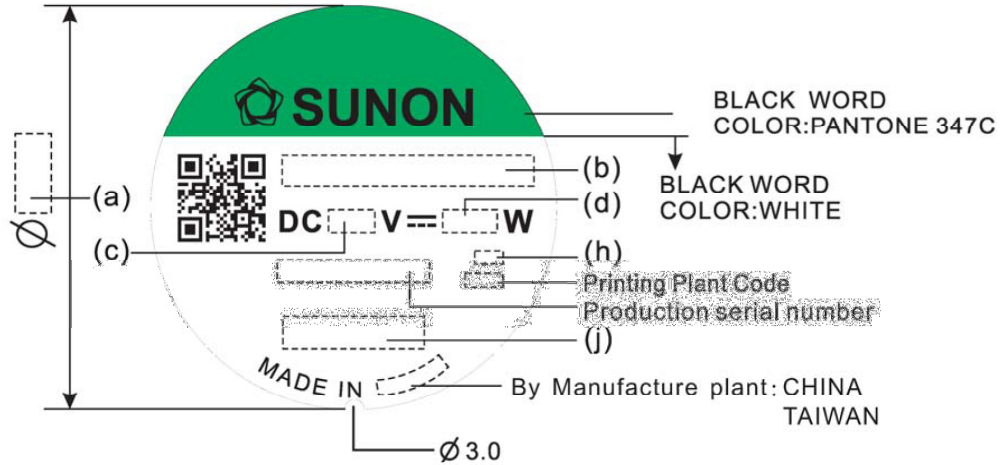 SUNON
BLACK WORD
COLOR:PANTONE 347C
BLACK WORD
COLOR:WHITE
(a)
Ø
(b)
(d)
DC V W
(c)
(h)
Printing Plant Code
Production serial number
(j)
MADE IN
By Manufacture plant: CHINA
TAIWAN
Ø 3.0